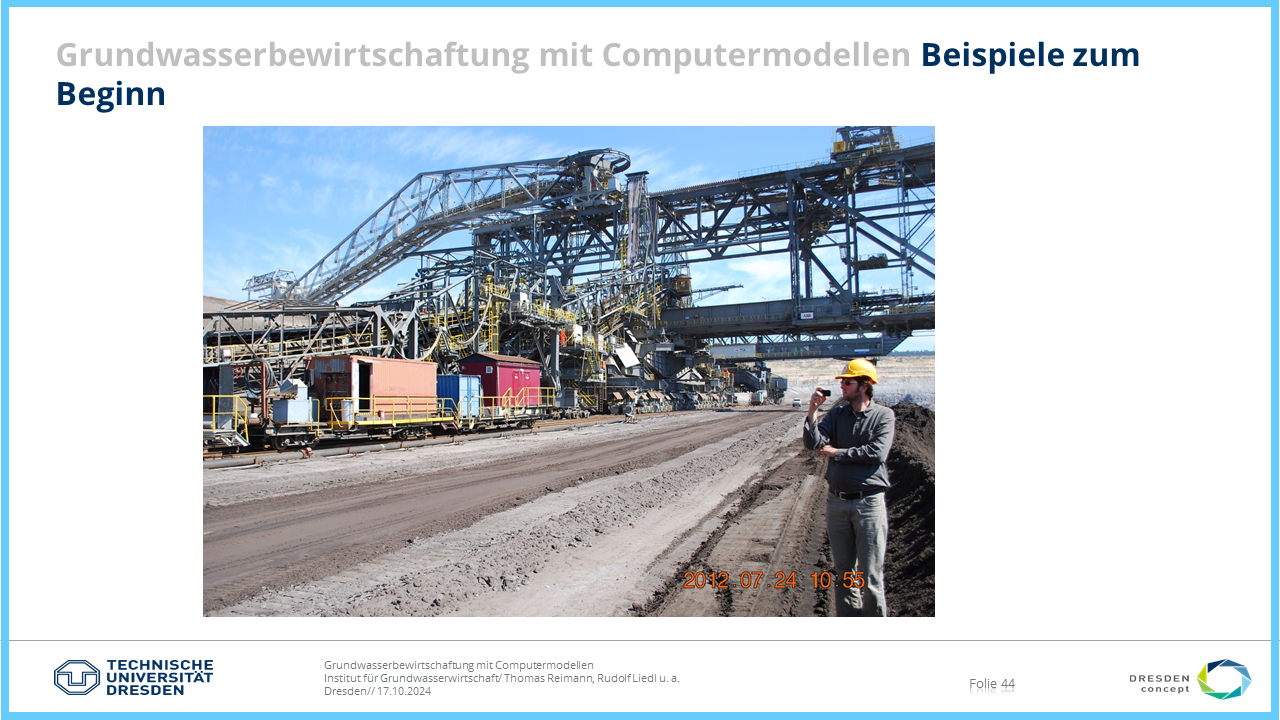 Grundwasserbewirtschaftung mit Computermodellen Beispiele zum
Beginn
2012.07.24 10:55
TECHNISCHE
UNIVERSITÄT
DRESDEN
Grundwasserbewirtschaftung mit Computermodellen
Institut für Grundwasserwirtschaft/ Thomas Reimann, Rudolf Liedl u. a.
Dresden// 17.10.2024
Folie 44
DRESDEN
concept